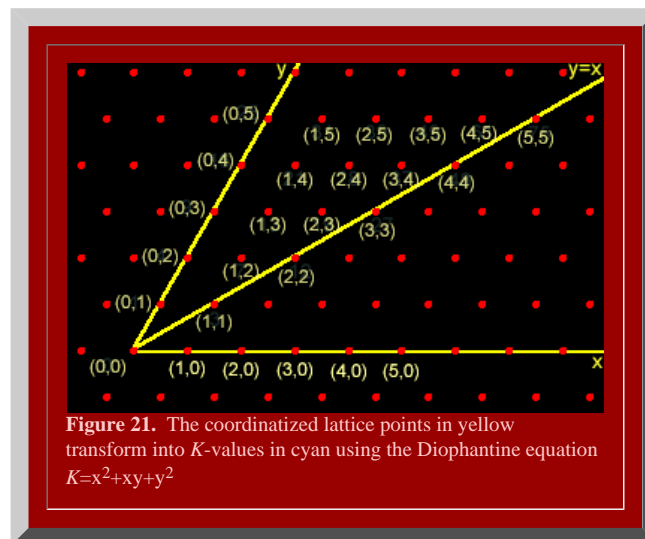 y y=x
(0,5)
(1,5) (2,5) (3,5) (4,5) (5,5)
(0,4)
(1,4) (2,4) (3,4) (4,4)
(0,3)
(1,3) (2,3) (3,3)
(0,2)
(1,2) (2,2)
(0,1)
(1,1)
x
(0,0) (1,0) (2,0) (3,0) (4,0) (5,0)
Figure 21. The coordinatized lattice points in yellow
transform into K-values in cyan using the Diophantine equation
K=x²+xy+y²